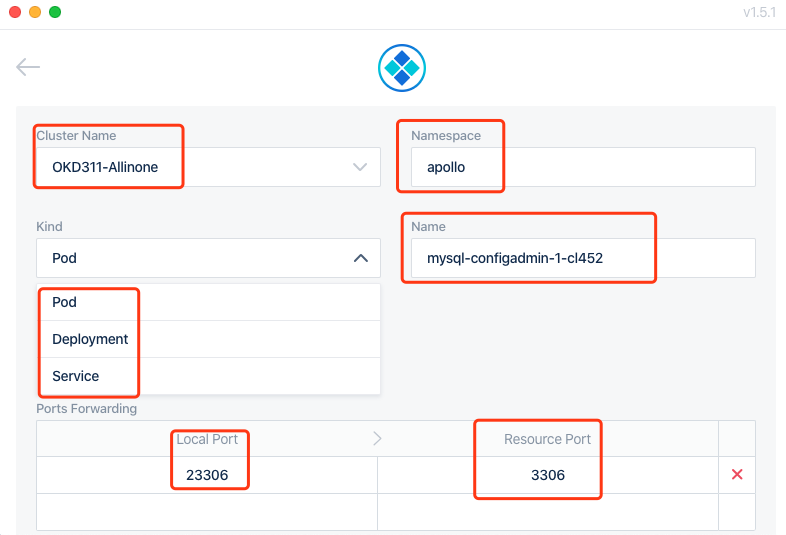 v1.5.1
Cluster Name
Namespace
OKD311-Allinone
apollo
Kind
Name
Pod
mysql-configadmin-1-cl452
Pod
Deployment
Service
Ports Forwarding
Local Port
Resource Port
23306
3306